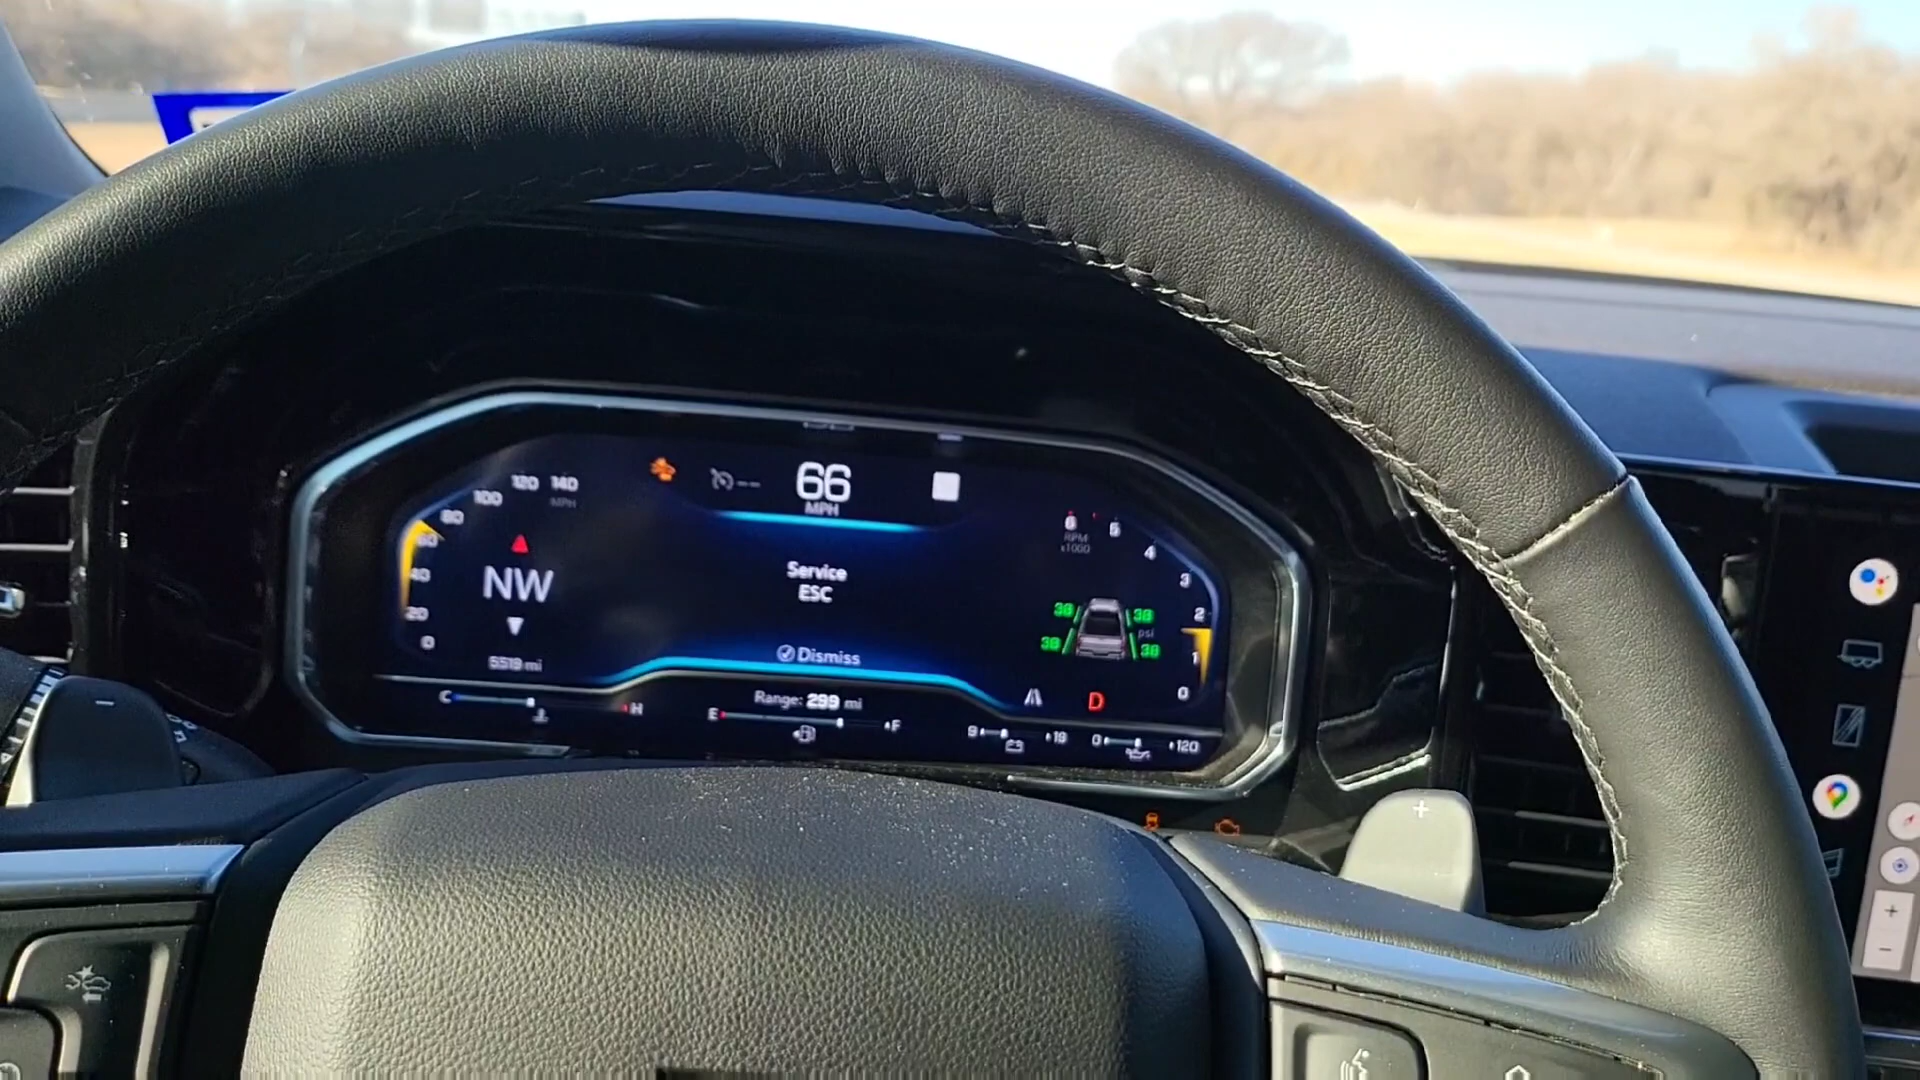 120 140
MPH
100
80
60
40
20
0
NW
5519 mi
66
MPH
Service
ESC
Dismiss
6
5
4
3
2
1
0
RPM
x1000
38 38
psi
38 38
D
C H
Range: 299 mi
E F
9 19
0 120
+
−
+
−